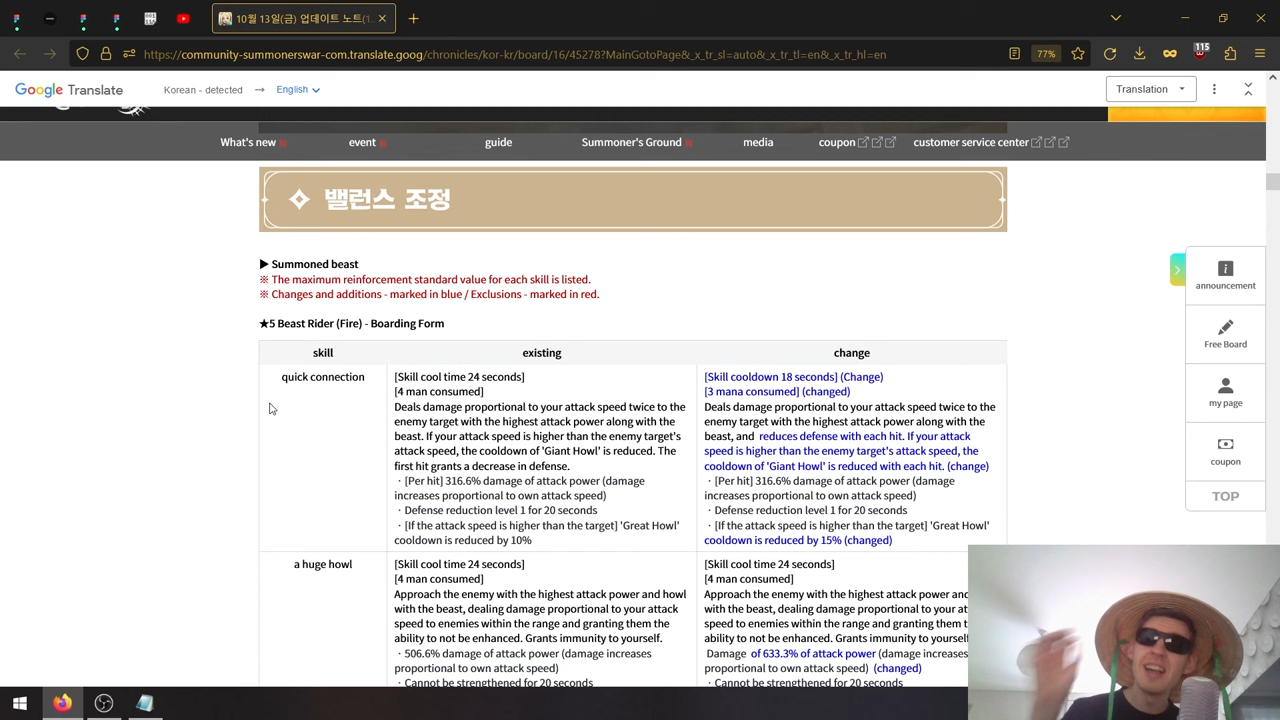 10월 13일(금) 업데이트 노트(1
https://community-summonerswar-com.translate.goog/chronicles/kor-kr/board/16/45278?MainGotoPage&_x_tr_sl=auto&_x_tr_tl=en&_x_tr_hl=en
77%
115
Google Translate
Korean - detected → English
Translation
What's new event guide Summoner's Ground media coupon customer service center
밸런스 조정
▶ Summoned beast
※ The maximum reinforcement standard value for each skill is listed.
※ Changes and additions - marked in blue / Exclusions - marked in red.
★5 Beast Rider (Fire) - Boarding Form
skill existing change
quick connection
[Skill cool time 24 seconds]
[4 man consumed]
Deals damage proportional to your attack speed twice to the
enemy target with the highest attack power along with the
beast. If your attack speed is higher than the enemy target's
attack speed, the cooldown of 'Giant Howl' is reduced. The
first hit grants a decrease in defense.
· [Per hit] 316.6% damage of attack power (damage
increases proportional to own attack speed)
· Defense reduction level 1 for 20 seconds
· [If the attack speed is higher than the target] 'Great Howl'
cooldown is reduced by 10%
[Skill cooldown 18 seconds] (Change)
[3 mana consumed] (changed)
Deals damage proportional to your attack speed twice to the
enemy target with the highest attack power along with the
beast, and reduces defense with each hit. If your attack
speed is higher than the enemy target's attack speed, the
cooldown of 'Giant Howl' is reduced with each hit. (change)
· [Per hit] 316.6% damage of attack power (damage
increases proportional to own attack speed)
· Defense reduction level 1 for 20 seconds
· [If the attack speed is higher than the target] 'Great Howl'
cooldown is reduced by 15% (changed)
a huge howl
[Skill cool time 24 seconds]
[4 man consumed]
Approach the enemy with the highest attack power and howl
with the beast, dealing damage proportional to your attack
speed to enemies within the range and granting them the
ability to not be enhanced. Grants immunity to yourself.
· 506.6% damage of attack power (damage increases
proportional to own attack speed)
· Cannot be strengthened for 20 seconds
[Skill cool time 24 seconds]
[4 man consumed]
Approach the enemy with the highest attack power and
with the beast, dealing damage proportional to your
speed to enemies within the range and granting them
ability to not be enhanced. Grants immunity to yourself
Damage of 633.3% of attack power (damage increases
proportional to own attack speed) (changed)
· Cannot be strengthened for 20 seconds
announcement
Free Board
my page
coupon
TOP